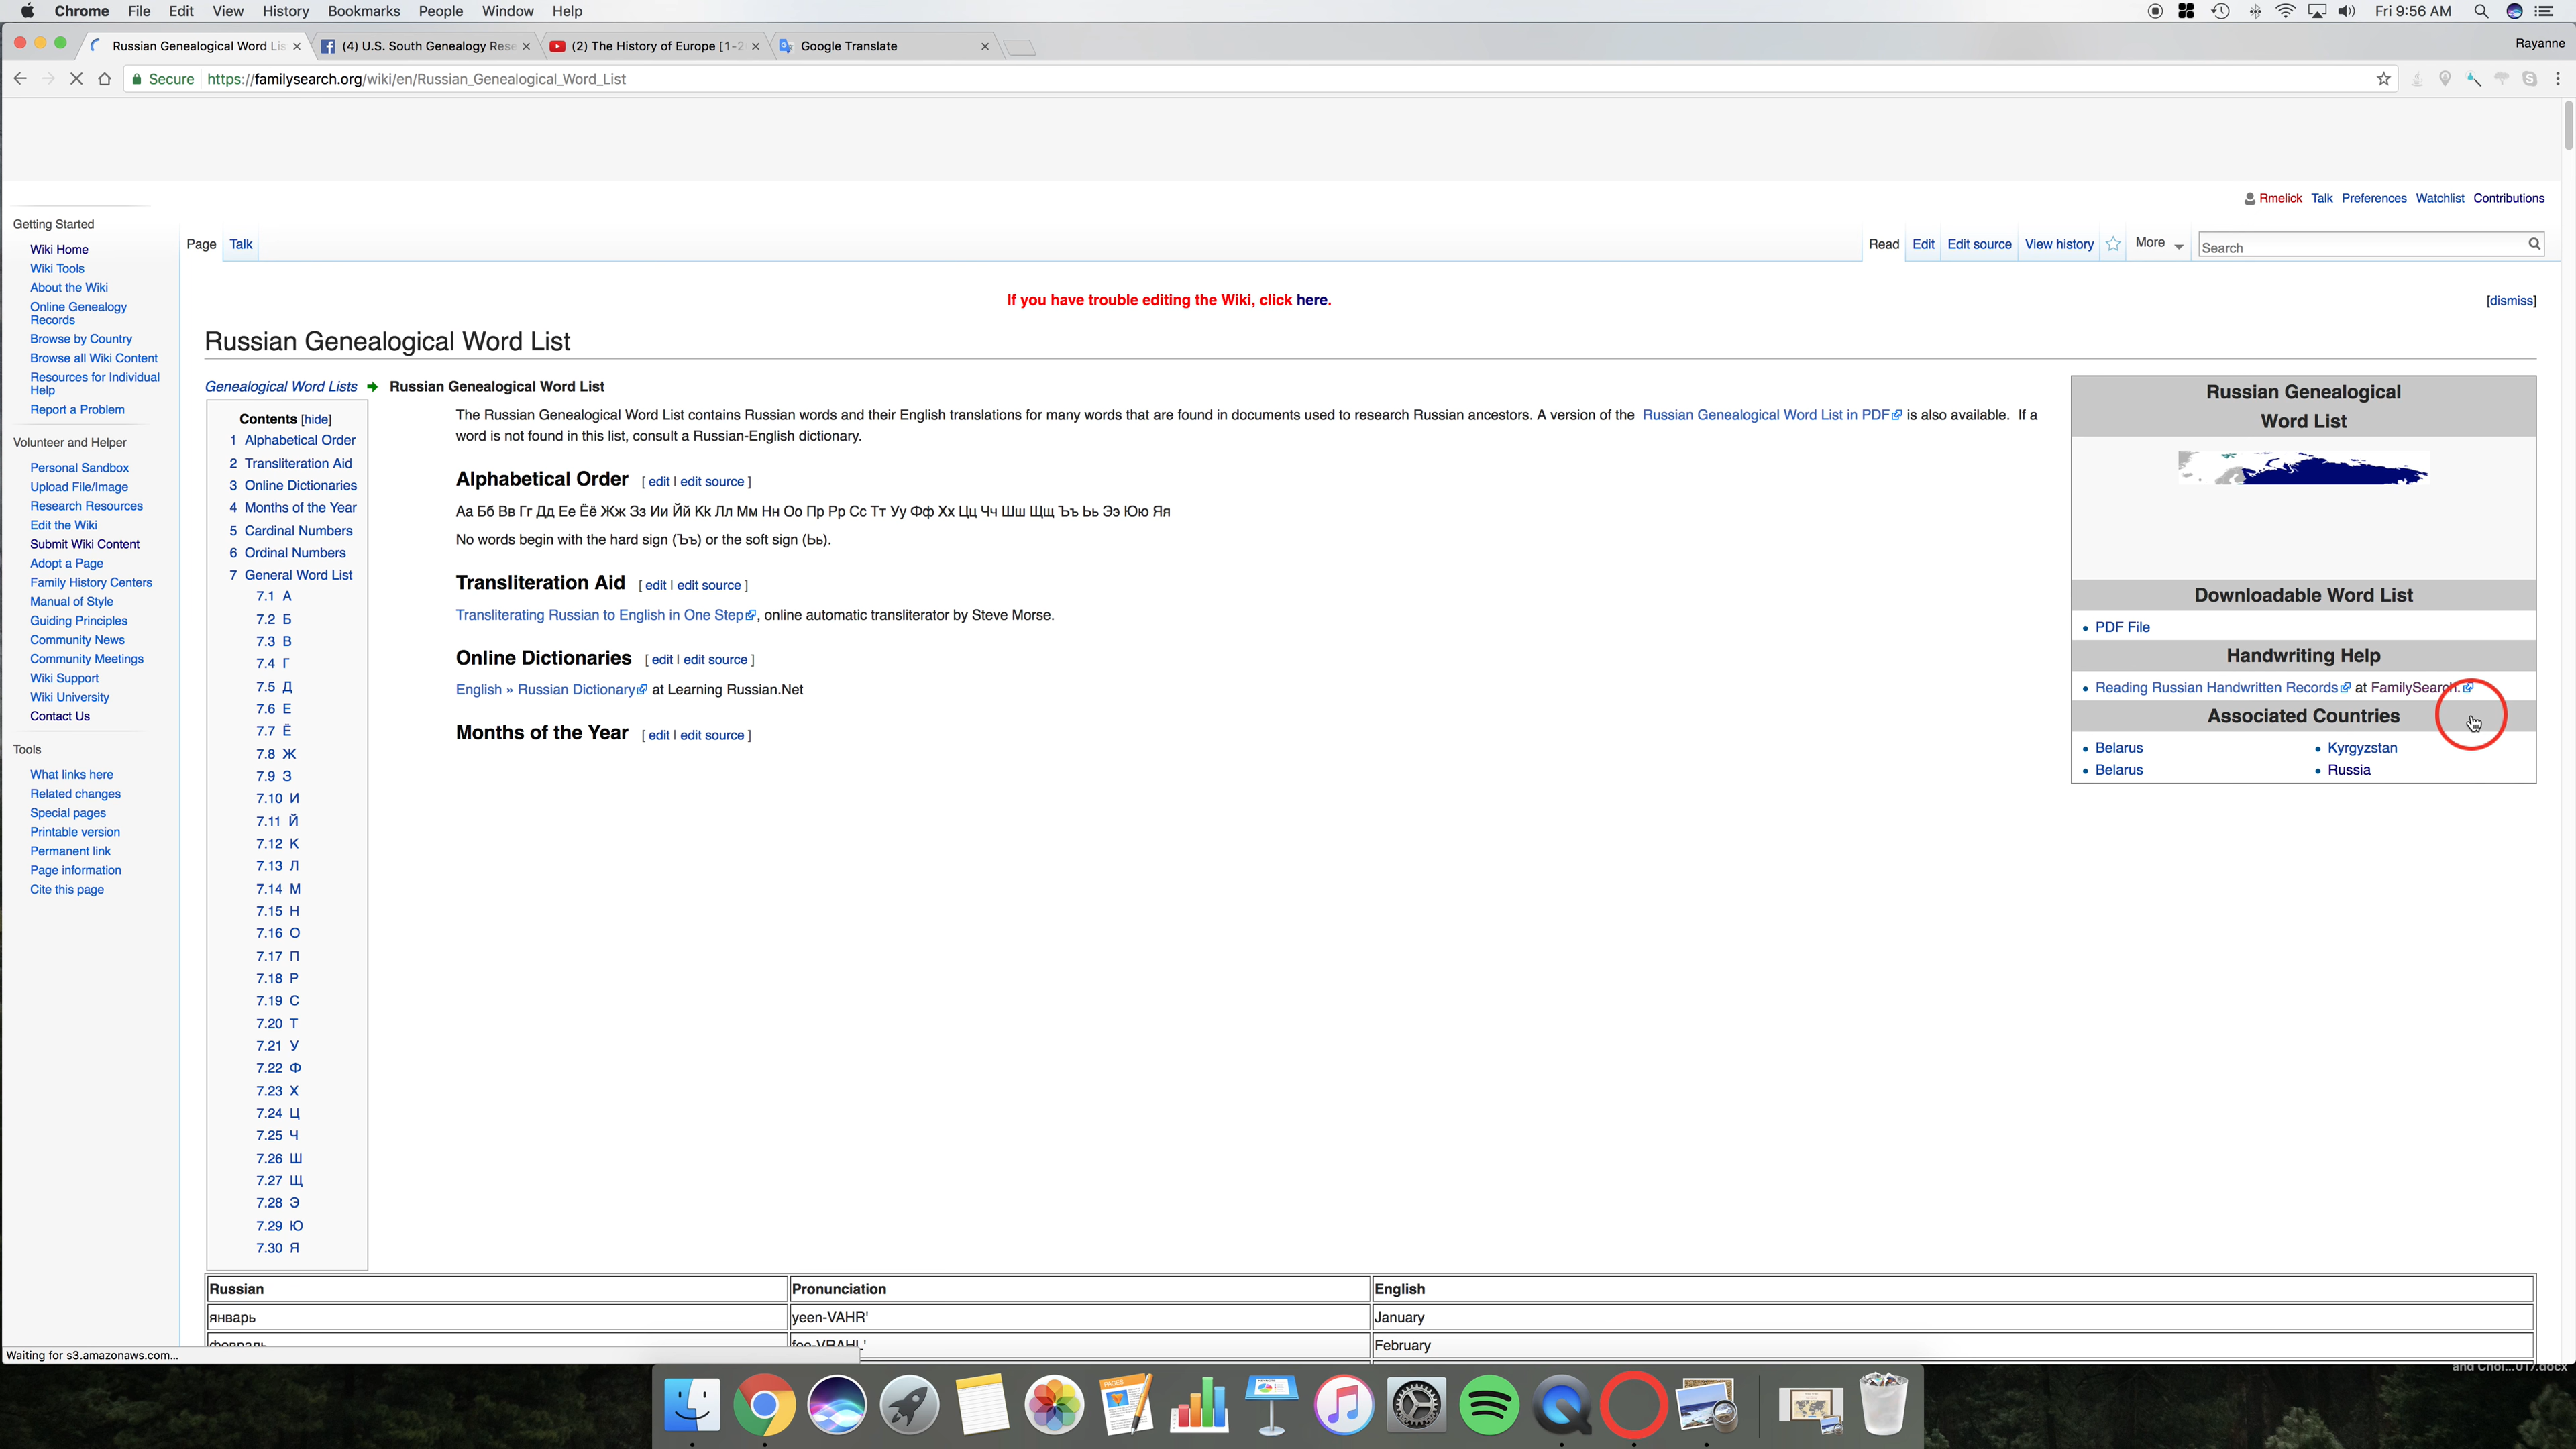 Chrome File Edit View History Bookmarks People Window Help Fri 9:56 AM
Russian Genealogical Word Lis (4) U.S. South Genealogy Rese (2) The History of Europe [1-2 Google Translate Rayanne
Secure https://familysearch.org/wiki/en/Russian_Genealogical_Word_List
Rmelick Talk Preferences Watchlist Contributions
Page Talk Read Edit Edit source View history More Search
If you have trouble editing the Wiki, click here. [dismiss]
Getting Started
Wiki Home
Wiki Tools
About the Wiki
Online Genealogy
Records
Browse by Country
Browse all Wiki Content
Resources for Individual
Help
Report a Problem
Volunteer and Helper
Personal Sandbox
Upload File/Image
Research Resources
Edit the Wiki
Submit Wiki Content
Adopt a Page
Family History Centers
Manual of Style
Guiding Principles
Community News
Community Meetings
Wiki Support
Wiki University
Contact Us
Tools
What links here
Related changes
Special pages
Printable version
Permanent link
Page information
Cite this page
Russian Genealogical Word List
Genealogical Word Lists Russian Genealogical Word List
Contents [hide]
1 Alphabetical Order
2 Transliteration Aid
3 Online Dictionaries
4 Months of the Year
5 Cardinal Numbers
6 Ordinal Numbers
7 General Word List
7.1 А
7.2 Б
7.3 В
7.4 Г
7.5 Д
7.6 Е
7.7 Ё
7.8 Ж
7.9 З
7.10 И
7.11 Й
7.12 К
7.13 Л
7.14 М
7.15 Н
7.16 О
7.17 П
7.18 Р
7.19 С
7.20 Т
7.21 У
7.22 Ф
7.23 Х
7.24 Ц
7.25 Ч
7.26 Ш
7.27 Щ
7.28 Э
7.29 Ю
7.30 Я
The Russian Genealogical Word List contains Russian words and their English translations for many words that are found in documents used to research Russian ancestors. A version of the Russian Genealogical Word List in PDF is also available. If a
word is not found in this list, consult a Russian-English dictionary.
Alphabetical Order [ edit | edit source ]
Аа Бб Вв Гг Дд Ее Ёё Жж Зз Ии Йй Кк Лл Мм Нн Оо Пр Рр Сс Тт Уу Фф Хх Цц Чч Шш Щщ Ъъ Ьь Ээ Юю Яя
No words begin with the hard sign (Ъъ) or the soft sign (Ьь).
Transliteration Aid [ edit | edit source ]
Transliterating Russian to English in One Step, online automatic transliterator by Steve Morse.
Online Dictionaries [ edit | edit source ]
English » Russian Dictionary at Learning Russian.Net
Months of the Year [ edit | edit source ]
Russian Genealogical
Word List
Downloadable Word List
• PDF File
Handwriting Help
• Reading Russian Handwritten Records at FamilySearch.
Associated Countries
• Belarus • Kyrgyzstan
• Belarus • Russia
Russian Pronunciation English
январь yeen-VAHR' January
февраль fee-VRAHL' February
Waiting for s3.amazonaws.com...
PAGES